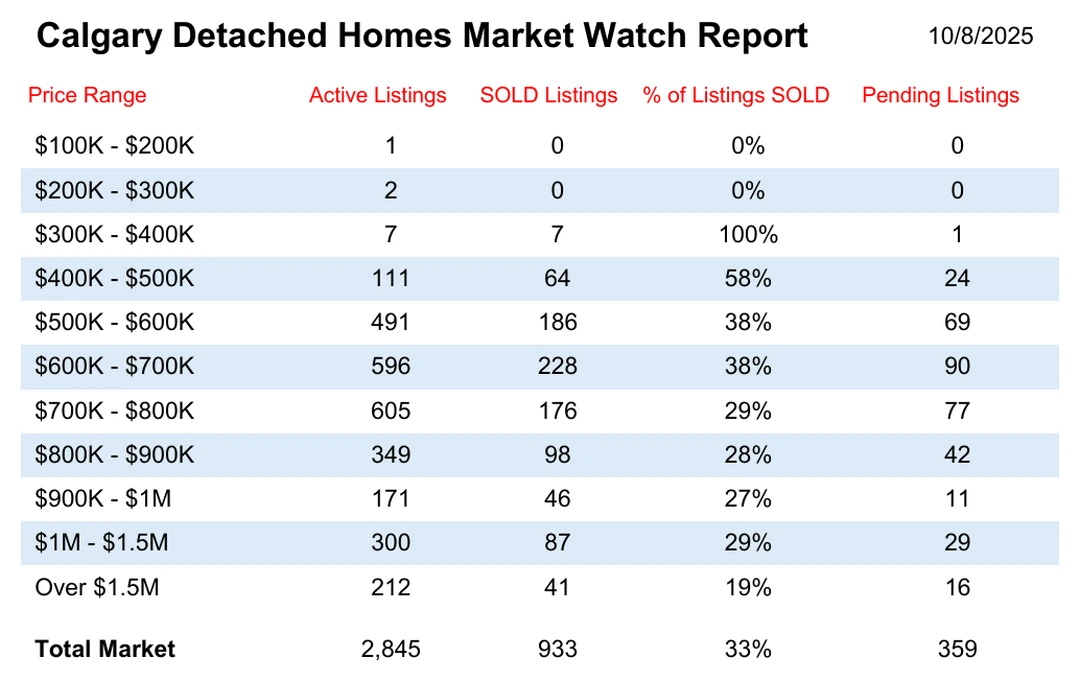 Calgary Detached Homes Market Watch Report 10/8/2025
Price Range Active Listings SOLD Listings % of Listings SOLD Pending Listings
$100K - $200K 1 0 0% 0
$200K - $300K 2 0 0% 0
$300K - $400K 7 7 100% 1
$400K - $500K 111 64 58% 24
$500K - $600K 491 186 38% 69
$600K - $700K 596 228 38% 90
$700K - $800K 605 176 29% 77
$800K - $900K 349 98 28% 42
$900K - $1M 171 46 27% 11
$1M - $1.5M 300 87 29% 29
Over $1.5M 212 41 19% 16
Total Market 2,845 933 33% 359